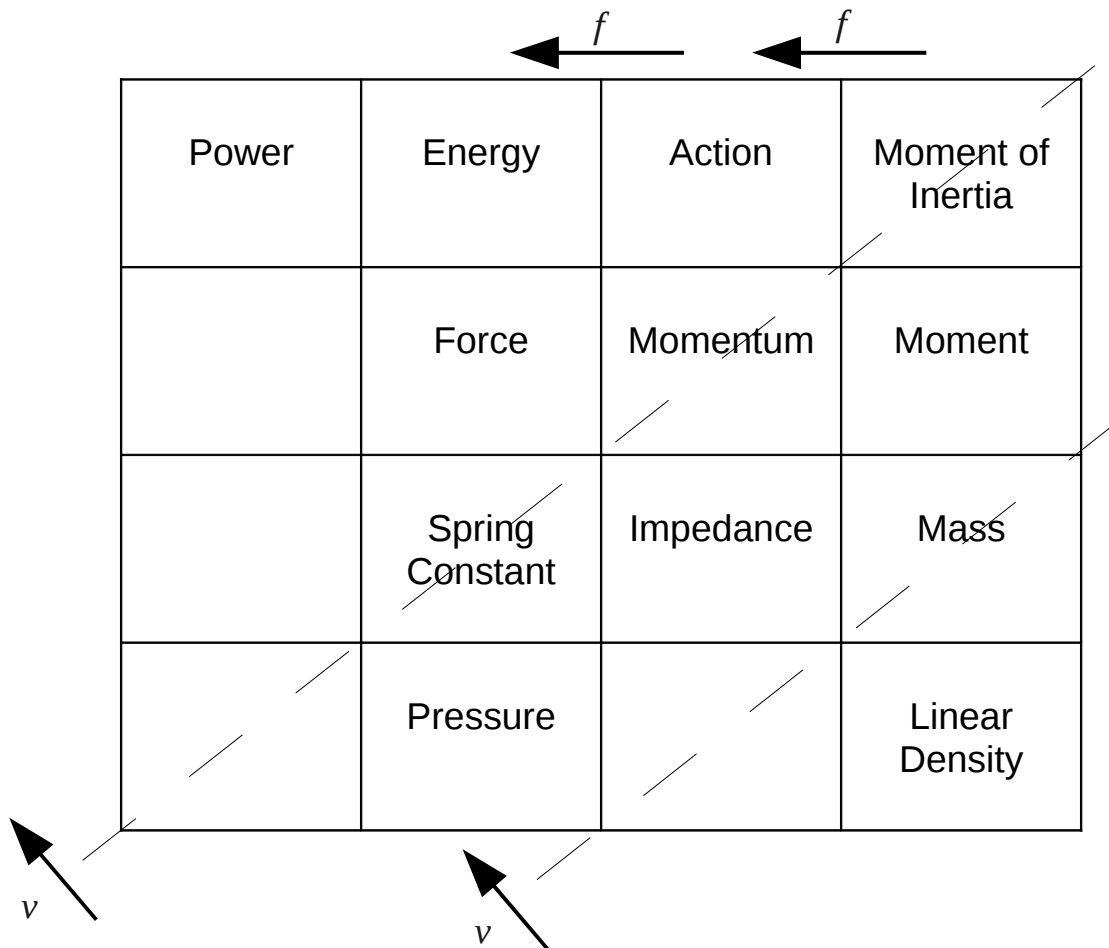 f f
Power Energy Action Moment of
Inertia
Force Momentum Moment
Spring Impedance Mass
Constant
Pressure Linear
Density
v
v